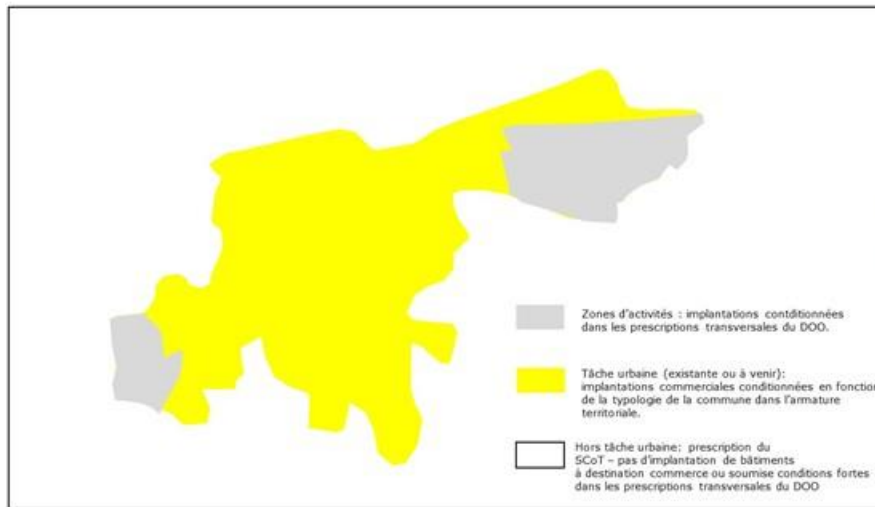 Zones d'activités : implantations contditionnées
dans les prescriptions transversales du DOO.
Tâche urbaine (existante ou à venir):
implantations commerciales conditionnées en fonction
de la typologie de la commune dans l'armature
territoriale.
Hors tâche urbaine: prescription du
SCoT – pas d'implantation de bâtiments
à destination commerce ou soumise conditions fortes
dans les prescriptions transversales du DOO